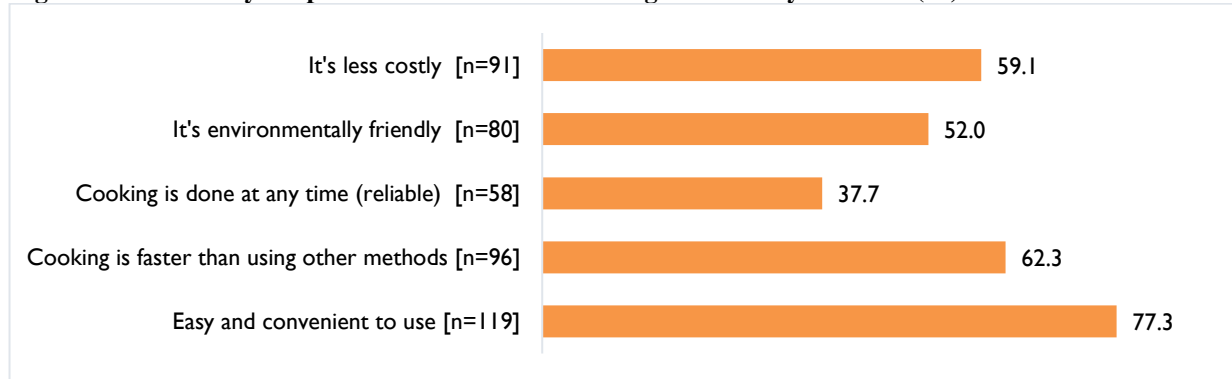 It's less costly [n=91]
59.1
It's environmentally friendly [n=80]
52.0
Cooking is done at any time (reliable) [n=58]
37.7
Cooking is faster than using other methods [n=96]
62.3
Easy and convenient to use [n=119]
77.3